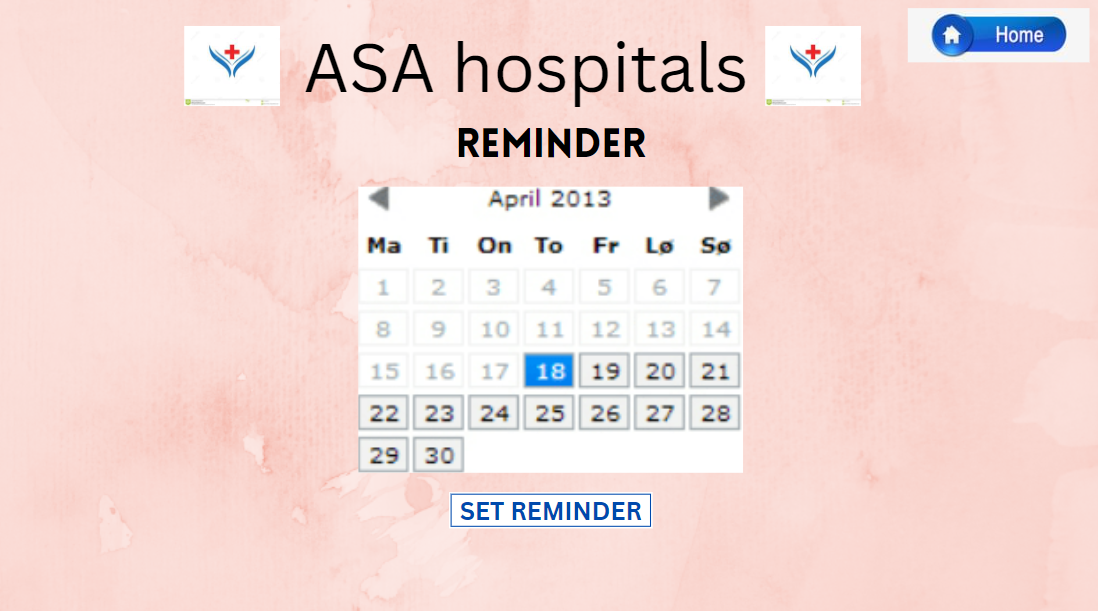 ASA hospitals
Home
REMINDER
April 2013
Ma Ti On To Fr Lø Sø
1 2 3 4 5 6 7
8 9 10 11 12 13 14
15 16 17 18 19 20 21
22 23 24 25 26 27 28
29 30
SET REMINDER